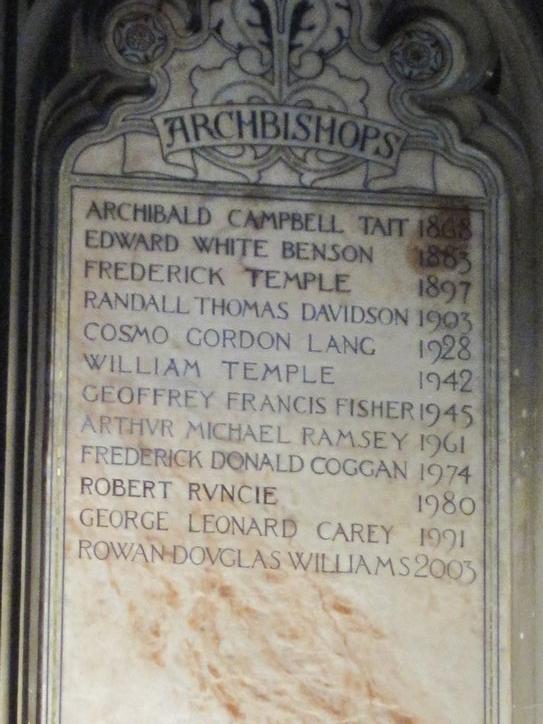 ARCHBISHOPS
ARCHIBALD CAMPBELL TAIT 1868
EDWARD WHITE BENSON 1883
FREDERICK TEMPLE 1897
RANDALL THOMAS DAVIDSON 1903
COSMO GORDON LANG 1928
WILLIAM TEMPLE 1942
GEOFFREY FRANCIS FISHER 1945
ARTHVR MICHAEL RAMSEY 1961
FREDERICK DONALD COGGAN 1974
ROBERT RVNCIE 1980
GEORGE LEONARD CAREY 1991
ROWAN DOVGLAS WILLIAMS 2003